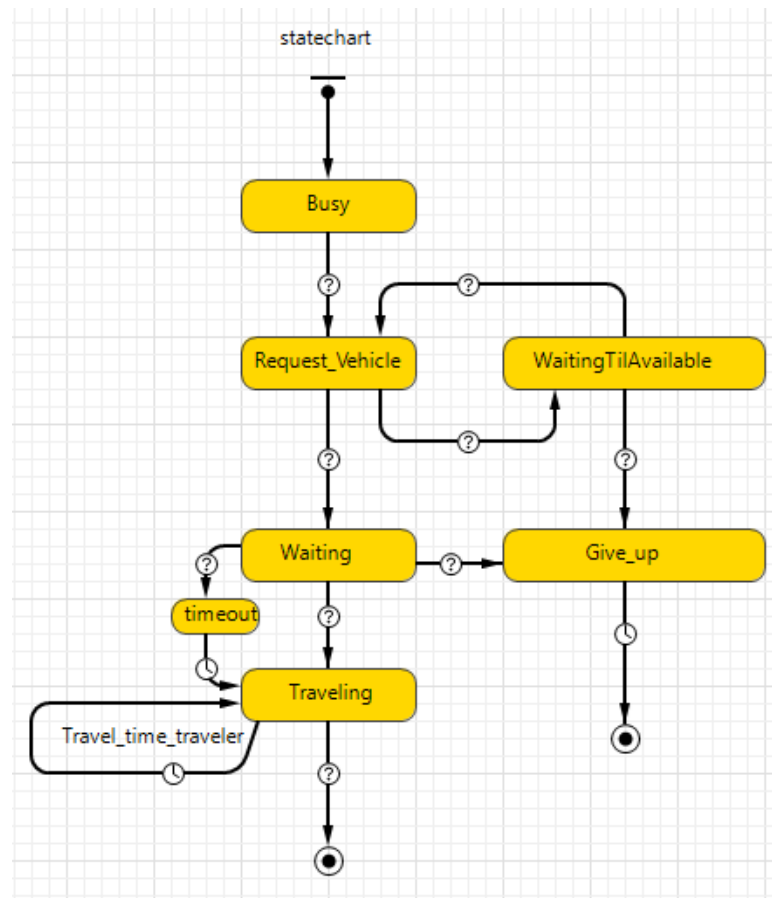 statechart
Busy
?
?
Request_Vehicle
WaitingTilAvailable
?
?
?
Waiting
Give_up
?
?
timeout
?
Traveling
Travel_time_traveler
?